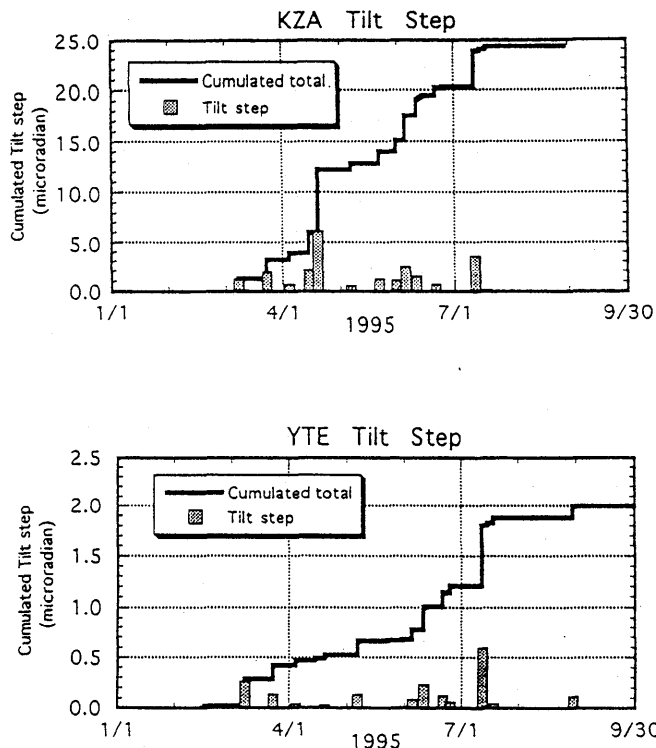 KZA Tilt Step
25.0
20.0
15.0
10.0
5.0
0.0
Cumulated Tilt step
(microradian)
Cumulated total
Tilt step
1/1
4/1
7/1
9/30
1995
YTE Tilt Step
2.5
2.0
1.5
1.0
0.5
0.0
Cumulated Tilt step
(microradian)
Cumulated total
Tilt step
1/1
4/1
7/1
9/30
1995